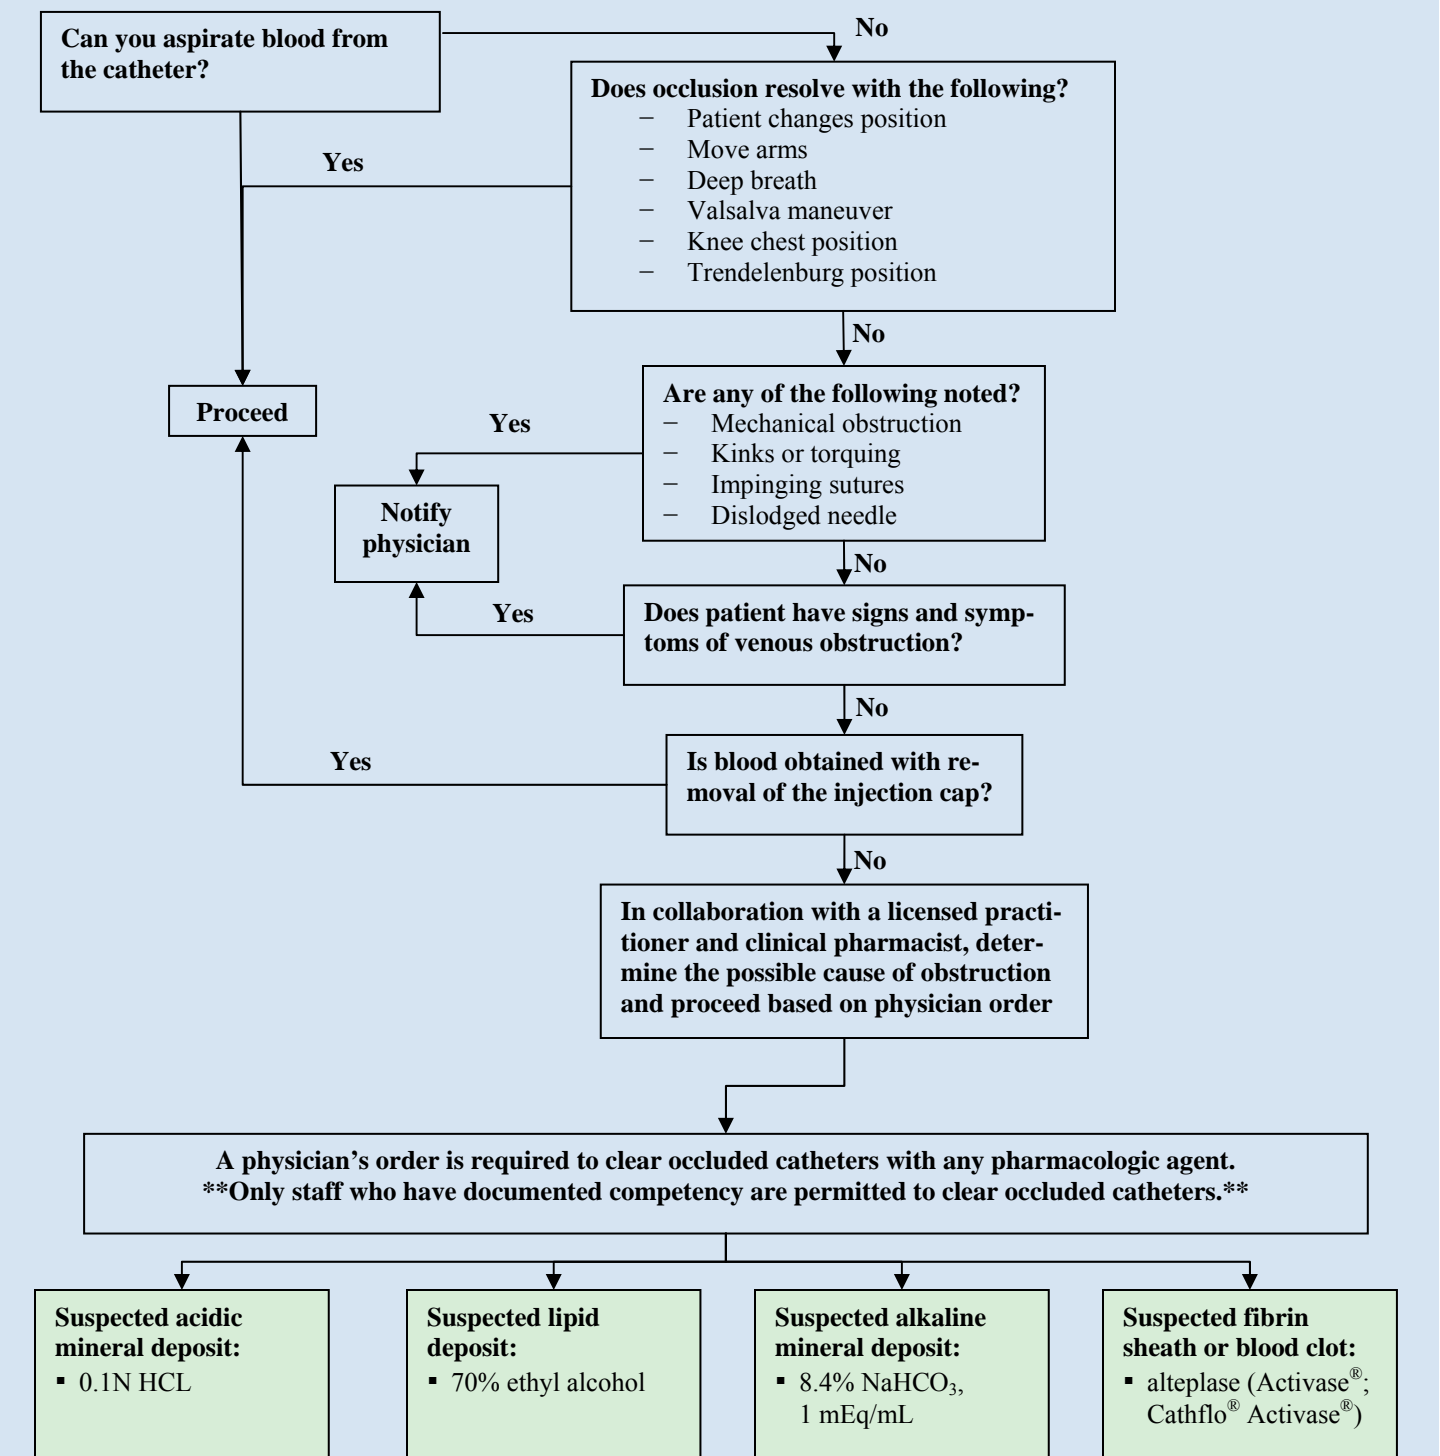 Can you aspirate blood from
the catheter?
No
Does occlusion resolve with the following?
− Patient changes position
− Move arms
− Deep breath
− Valsalva maneuver
− Knee chest position
− Trendelenburg position
Yes
No
Proceed
Are any of the following noted?
− Mechanical obstruction
− Kinks or torquing
− Impinging sutures
− Dislodged needle
Yes
Notify
physician
No
Does patient have signs and symp-
toms of venous obstruction?
Yes
No
Is blood obtained with re-
moval of the injection cap?
Yes
No
In collaboration with a licensed practi-
tioner and clinical pharmacist, deter-
mine the possible cause of obstruction
and proceed based on physician order
A physician’s order is required to clear occluded catheters with any pharmacologic agent.
**Only staff who have documented competency are permitted to clear occluded catheters.**
Suspected acidic
mineral deposit:
▪ 0.1N HCL
Suspected lipid
deposit:
▪ 70% ethyl alcohol
Suspected alkaline
mineral deposit:
▪ 8.4% NaHCO₃,
1 mEq/mL
Suspected fibrin
sheath or blood clot:
▪ alteplase (Activase®;
Cathflo® Activase®)